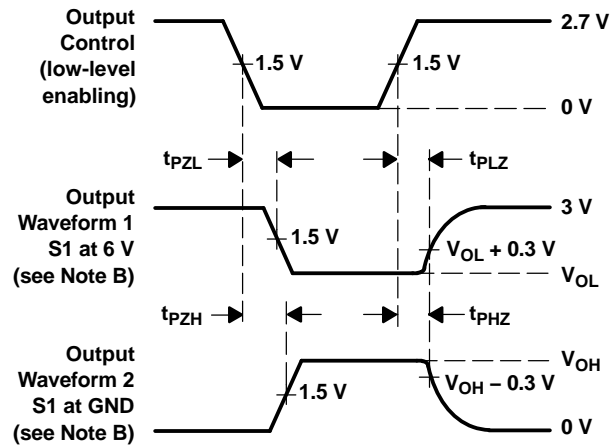 Output
Control
(low-level
enabling)
1.5 V
1.5 V
2.7 V
0 V
tPZL
tPLZ
Output
Waveform 1
S1 at 6 V
(see Note B)
1.5 V
3 V
VOL + 0.3 V
VOL
tPZH
tPHZ
Output
Waveform 2
S1 at GND
(see Note B)
1.5 V
VOH
VOH − 0.3 V
0 V